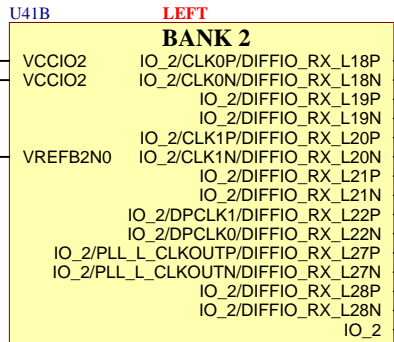 U41B LEFT
BANK 2
VCCIO2 IO_2/CLK0P/DIFFIO_RX_L18P
VCCIO2 IO_2/CLK0N/DIFFIO_RX_L18N
IO_2/DIFFIO_RX_L19P
IO_2/DIFFIO_RX_L19N
IO_2/CLK1P/DIFFIO_RX_L20P
VREFB2N0 IO_2/CLK1N/DIFFIO_RX_L20N
IO_2/DIFFIO_RX_L21P
IO_2/DIFFIO_RX_L21N
IO_2/DPCLK1/DIFFIO_RX_L22P
IO_2/DPCLK0/DIFFIO_RX_L22N
IO_2/PLL_L_CLKOUTP/DIFFIO_RX_L27P
IO_2/PLL_L_CLKOUTN/DIFFIO_RX_L27N
IO_2/DIFFIO_RX_L28P
IO_2/DIFFIO_RX_L28N
IO_2